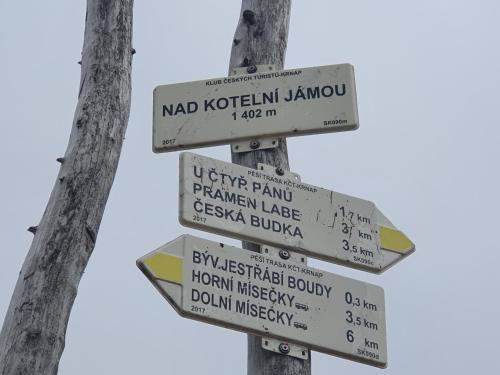 KLUB ČESKÝCH TURISTŮ-KRNAP
NAD KOTELNÍ JÁMOU
1 402 m
2017 SK090m
PĚŠÍ TRASA KČT-KRNAP
U ČTYŘ. PÁNŮ 1,7 km
PRAMEN LABE 3 km
ČESKÁ BUDKA 3,5 km
2017 SK090c
PĚŠÍ TRASA KČT-KRNAP
BÝV.JESTŘÁBÍ BOUDY 0,3 km
HORNÍ MÍSEČKY 3,5 km
DOLNÍ MÍSEČKY 6 km
2017 SK090d